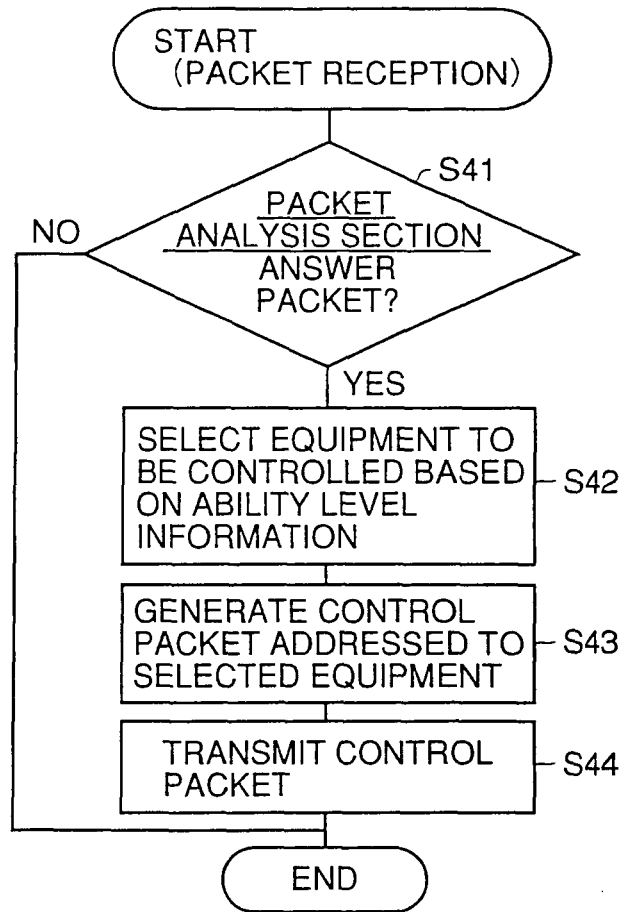 START
(PACKET RECEPTION)
S41
PACKET
ANALYSIS SECTION
ANSWER
PACKET?
NO
YES
SELECT EQUIPMENT TO
BE CONTROLLED BASED
ON ABILITY LEVEL
INFORMATION
S42
GENERATE CONTROL
PACKET ADDRESSED TO
SELECTED EQUIPMENT
S43
TRANSMIT CONTROL
PACKET
S44
END